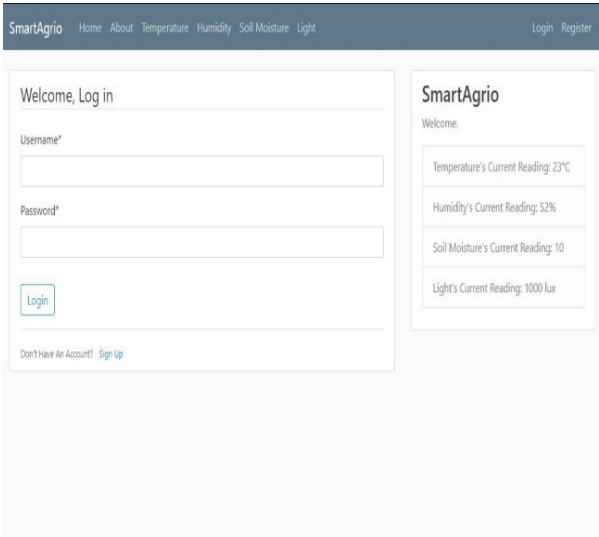 SmartAgrio Home About Temperature Humidity Soil Moisture Light Login Register
Welcome, Log in
Username*
Password*
Login
Don't Have An Account? Sign Up
SmartAgrio
Welcome.
Temperature's Current Reading: 23°C
Humidity's Current Reading: 52%
Soil Moisture's Current Reading: 10
Light's Current Reading: 1000 lux